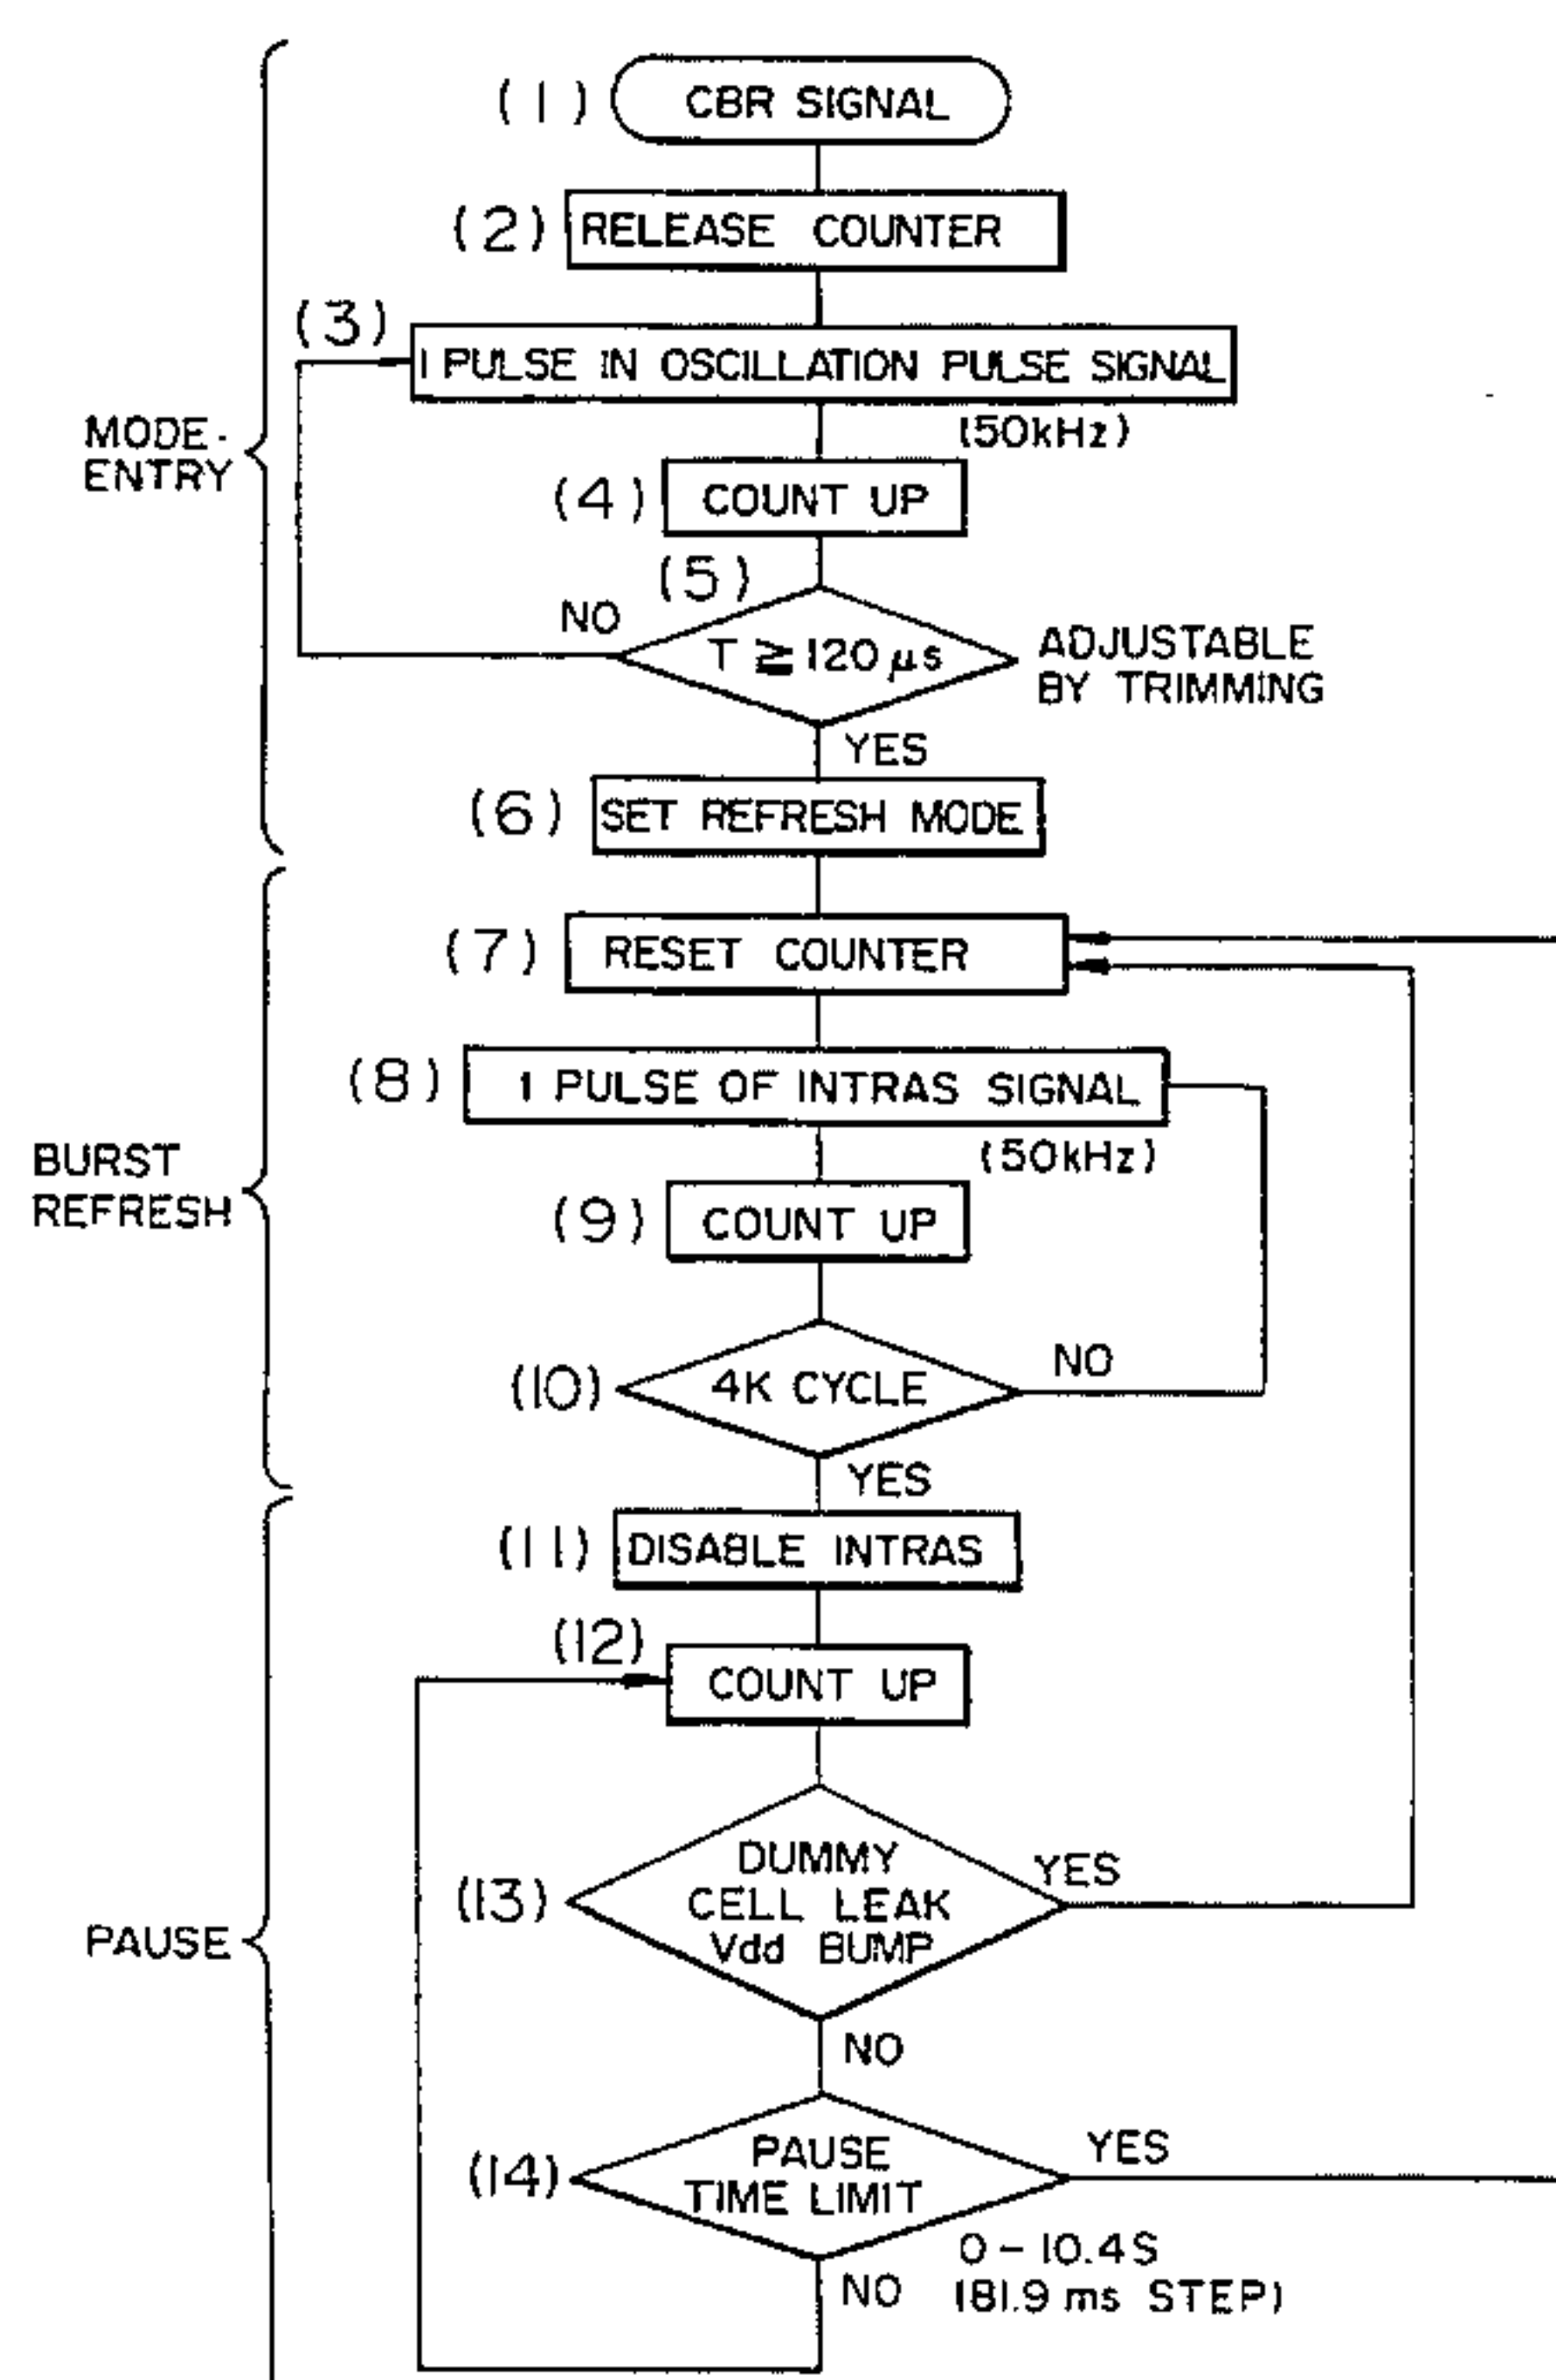 (1) CBR SIGNAL
(2) RELEASE COUNTER
(3) 1 PULSE IN OSCILLATION PULSE SIGNAL
(50kHz)
MODE-
ENTRY
(4) COUNT UP
(5)
NO
T ≧ 120 μs
ADJUSTABLE
BY TRIMMING
YES
(6) SET REFRESH MODE
(7) RESET COUNTER
(8) 1 PULSE OF INTRAS SIGNAL
(50kHz)
BURST
REFRESH
(9) COUNT UP
(10) 4K CYCLE
NO
YES
(11) DISABLE INTRAS
(12) COUNT UP
PAUSE
(13) DUMMY
CELL LEAK
Vdd BUMP
YES
NO
(14) PAUSE
TIME LIMIT
YES
0-10.4S
(81.9 ms STEP)
NO